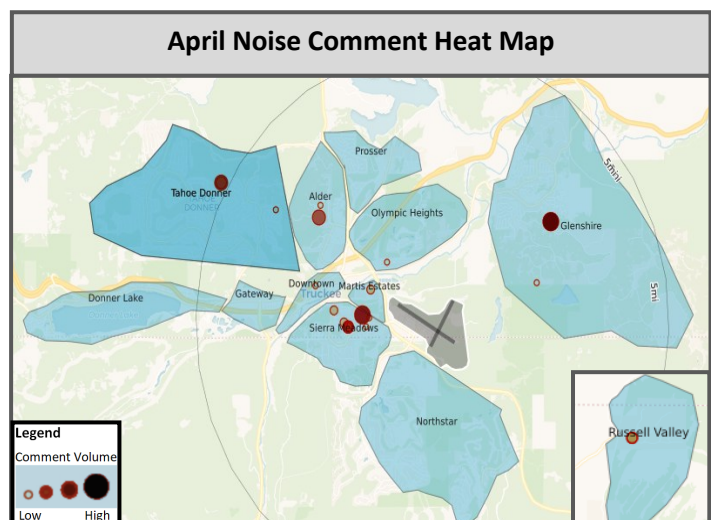 April Noise Comment Heat Map
Prosser
5mini
Tahoe Donner
DONNER
Alder
Olympic Heights
Glenshire
Downtown
Martis Estates
Donner Lake
Gateway
Truckee
5mi
Sierra Meadows
Northstar
Russell Valley
Legend
Comment Volume
Low High